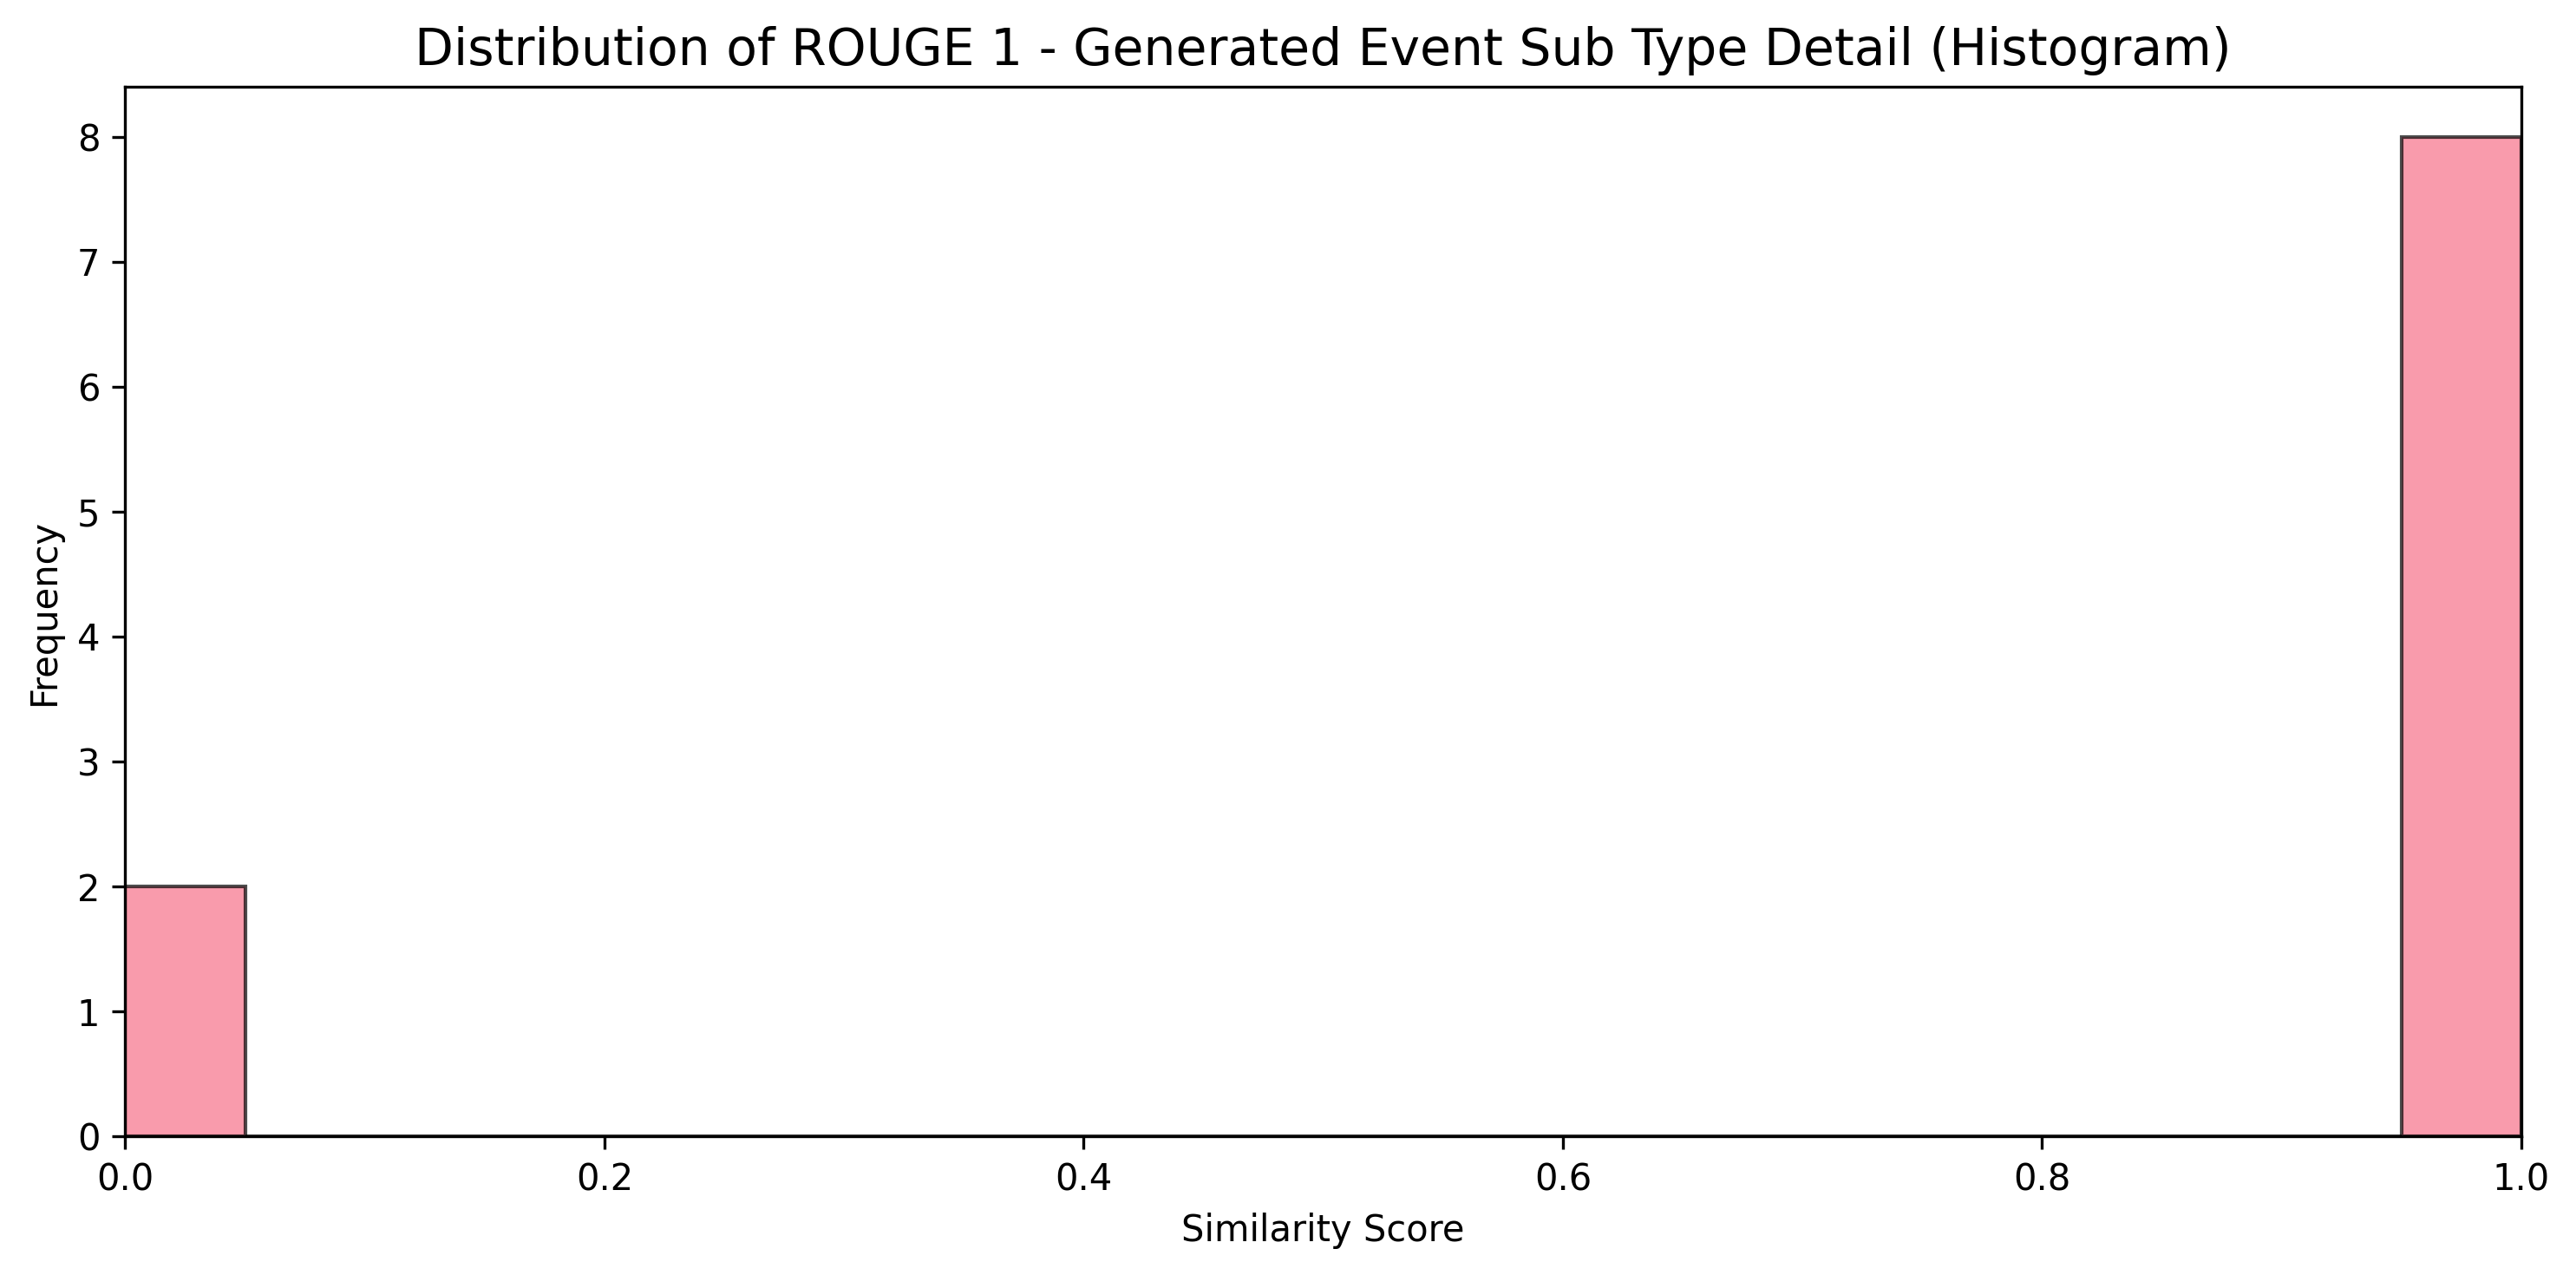 Distribution of ROUGE 1 - Generated Event Sub Type Detail (Histogram)
Frequency
8
7
6
5
4
3
2
1
0
0.0 0.2 0.4 0.6 0.8 1.0
Similarity Score